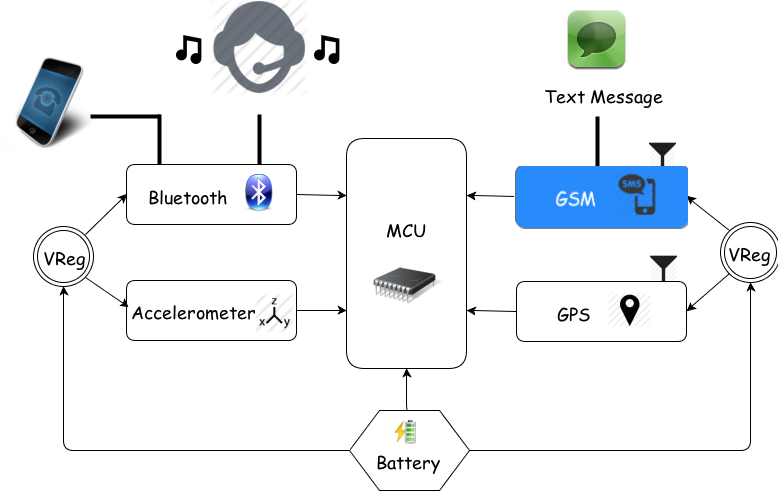 Text Message
Bluetooth
SMS
GSM
MCU
VReg
VReg
Accelerometer
z
x
y
GPS
Battery